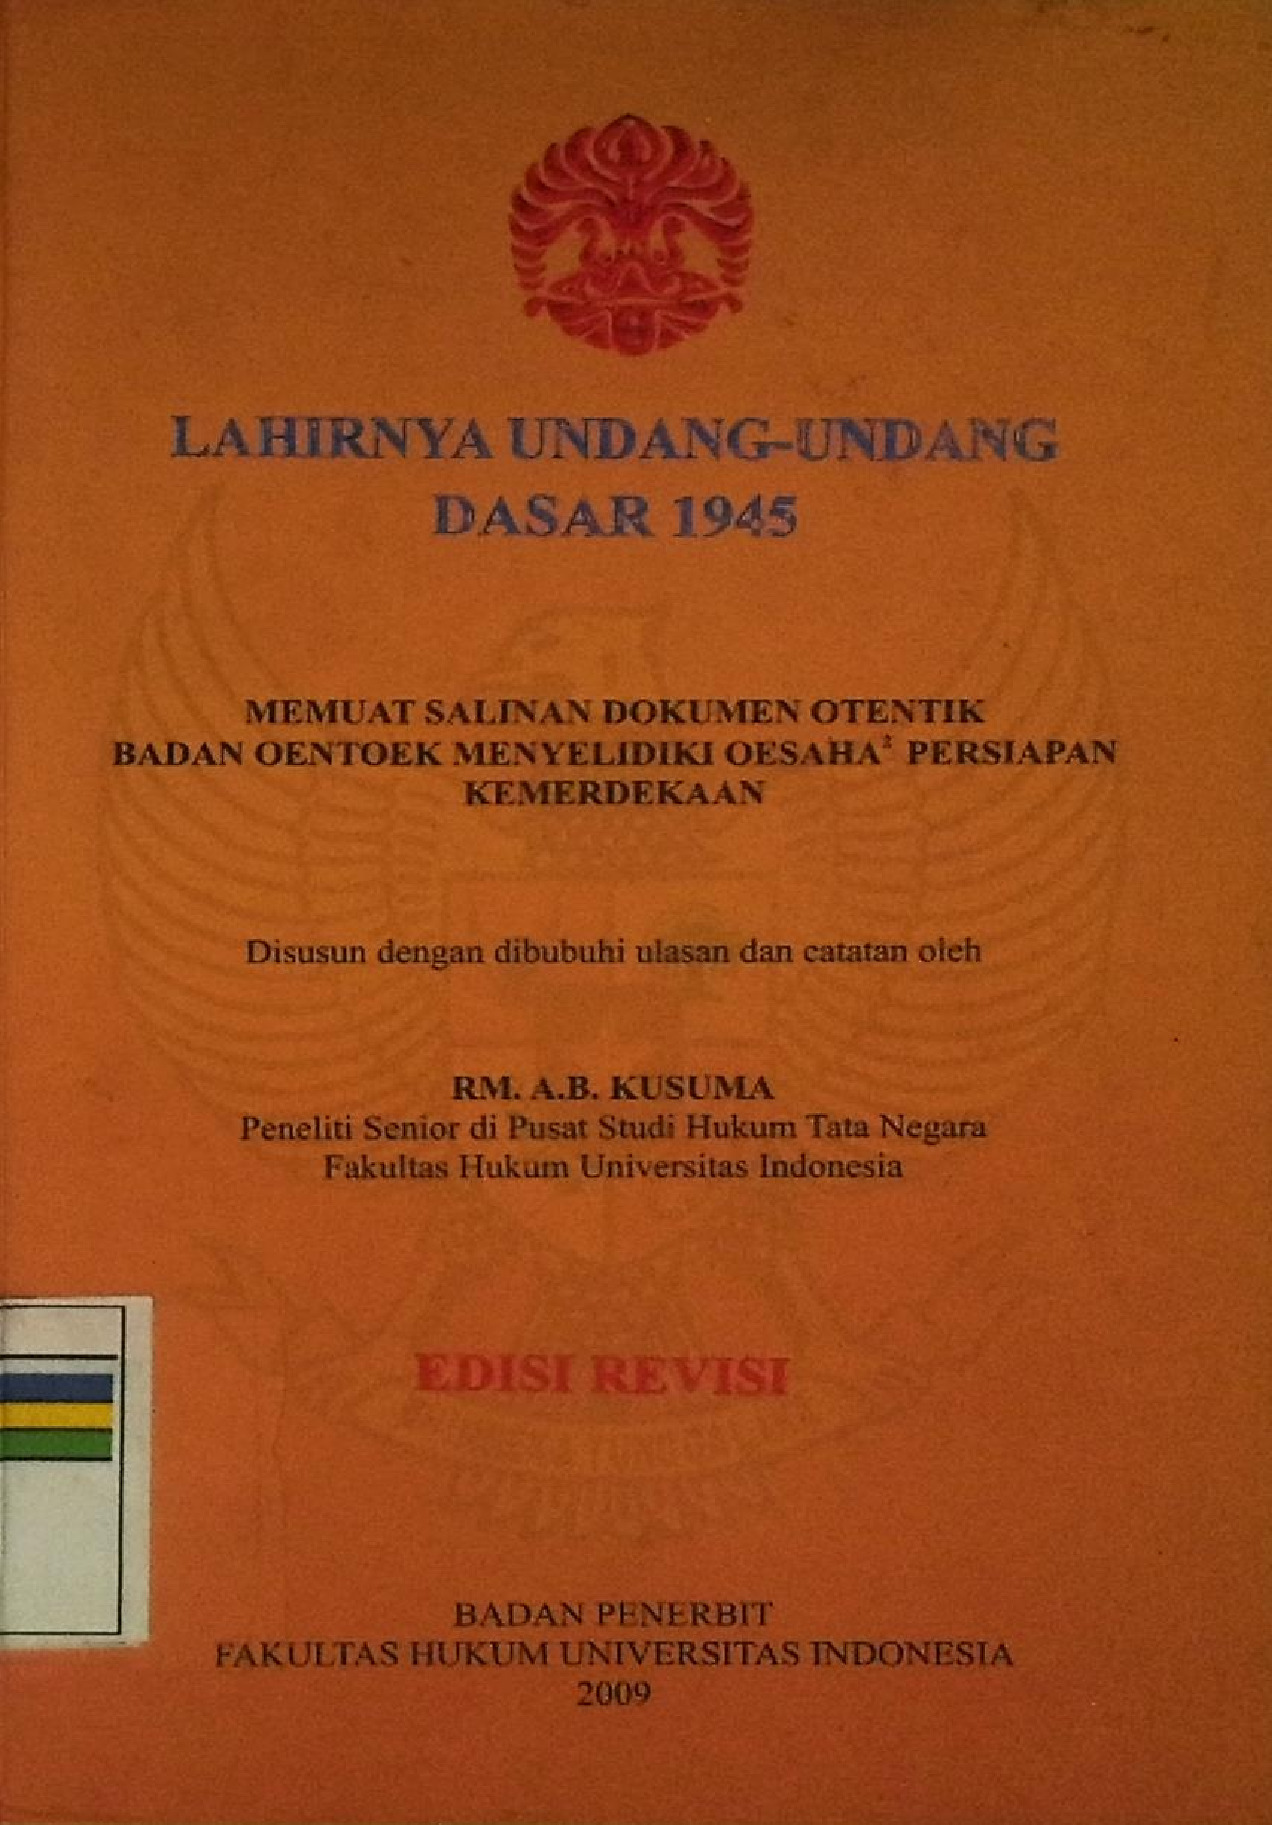 LAHIRNYA UNDANG-UNDANG
DASAR 1945
MEMUAT SALINAN DOKUMEN OTENTIK
BADAN OENTOEK MENYELIDIKI OESAHA² PERSIAPAN
KEMERDEKAAN
Disusun dengan dibubuhi ulasan dan catatan oleh
RM. A.B. KUSUMA
Peneliti Senior di Pusat Studi Hukum Tata Negara
Fakultas Hukum Universitas Indonesia
EDISI REVISI
BADAN PENERBIT
FAKULTAS HUKUM UNIVERSITAS INDONESIA
2009